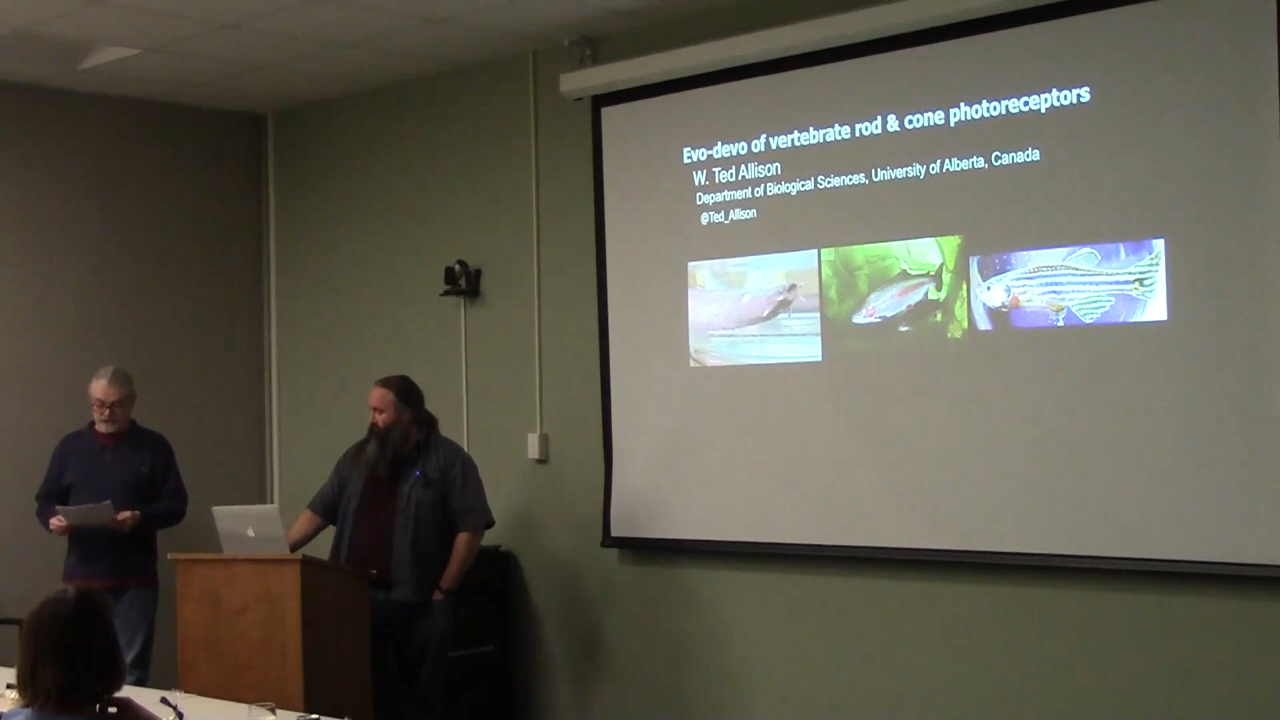 Evo-devo of vertebrate rod & cone photoreceptors
W. Ted Allison
Department of Biological Sciences, University of Alberta, Canada
@Ted_Allison